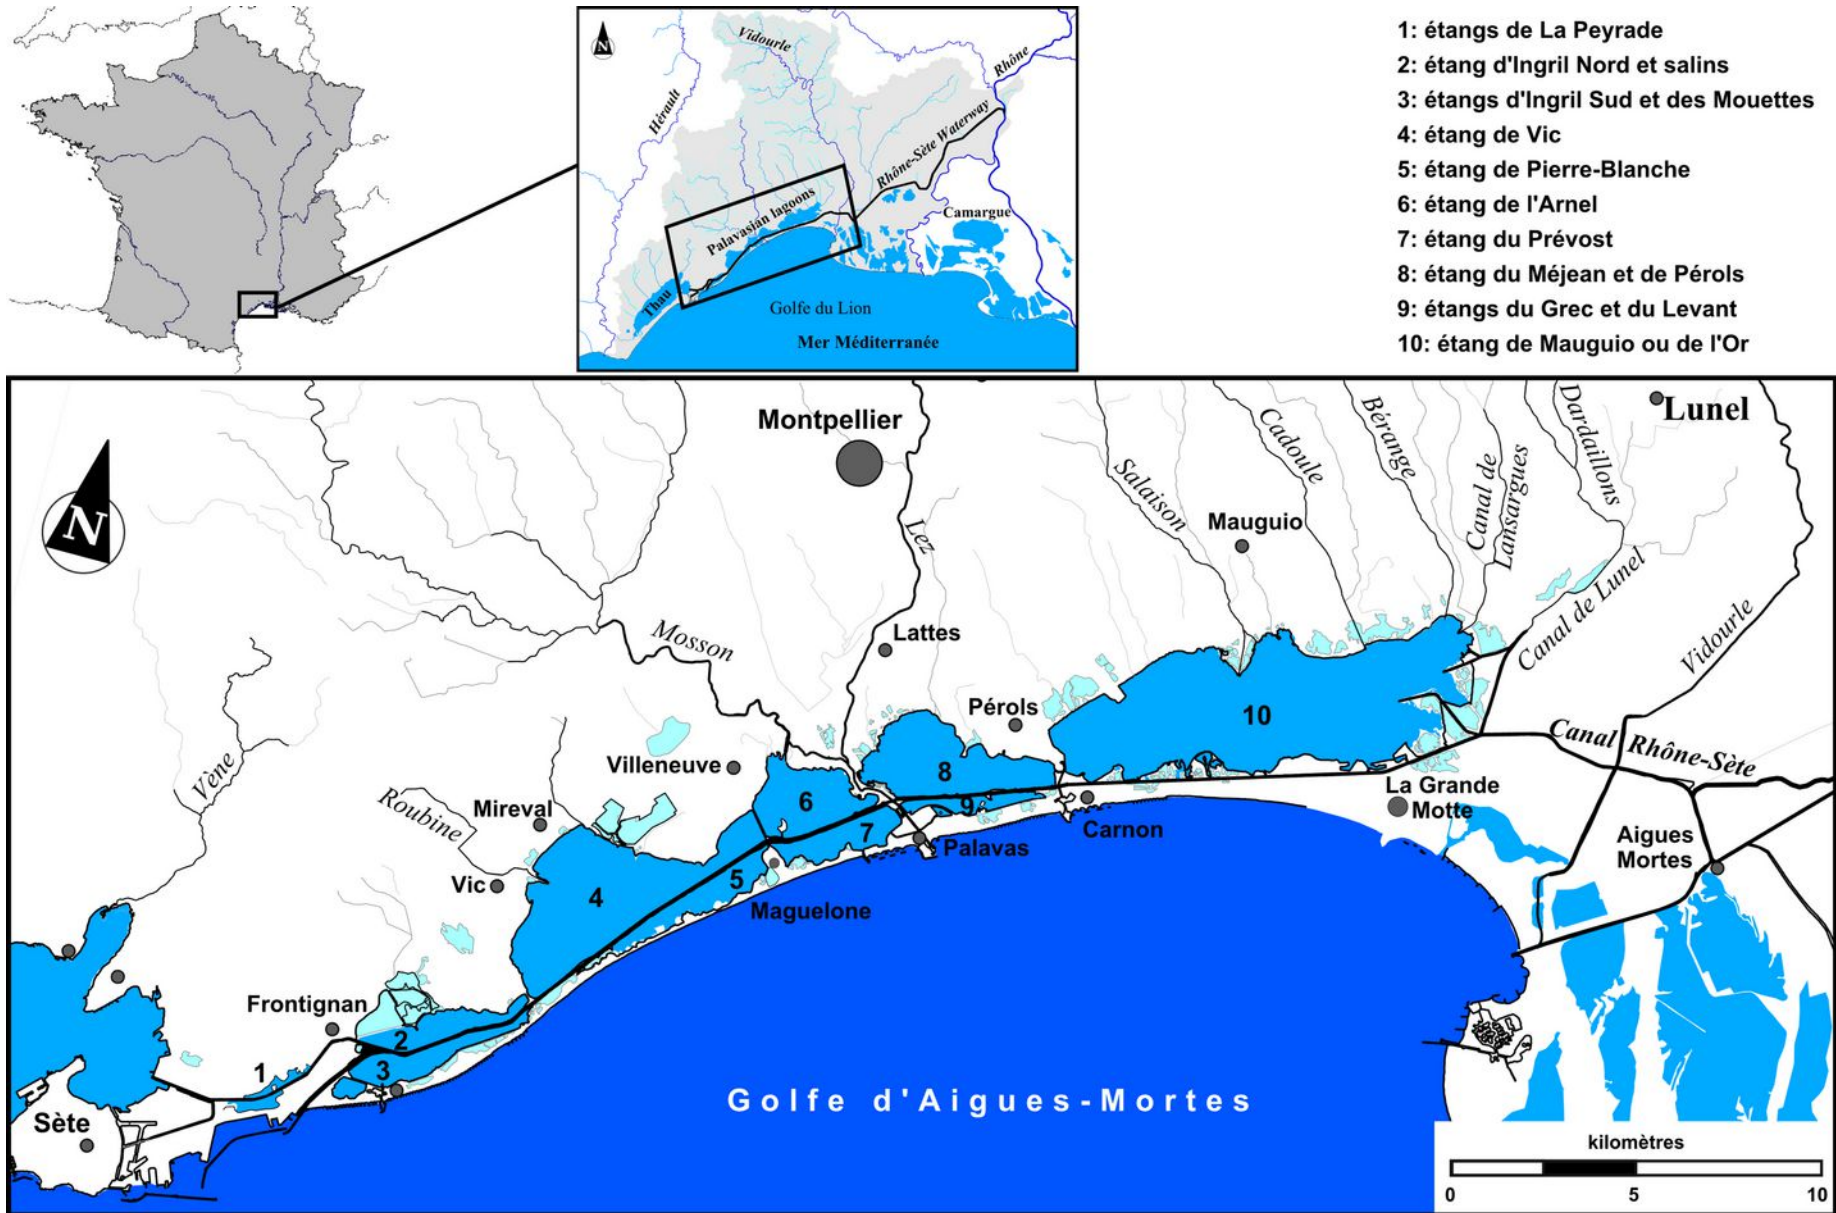 1: étangs de La Peyrade
2: étang d'Ingril Nord et salins
3: étangs d'Ingril Sud et des Mouettes
4: étang de Vic
5: étang de Pierre-Blanche
6: étang de l'Arnel
7: étang du Prévost
8: étang du Méjean et de Pérols
9: étangs du Grec et du Levant
10: étang de Mauguio ou de l'Or
N
Vidourle
Hérault
Rhône
Rhône-Sète Waterway
Palavasian lagoons
Camargue
Thau
Golfe du Lion
Mer Méditerranée
N
Montpellier
Lunel
Salaison
Cadoule
Bérange
Canal de
Lansargues
Dardaillons
Mauguio
Lez
Lattes
Mosson
Canal de Lunel
Vidourle
Pérols
10
Canal Rhône-Sète
Vène
Villeneuve
8
6
9
7
La Grande
Motte
Roubine
Mireval
Carnon
Palavas
Aigues
Mortes
Vic
4
5
Maguelone
Frontignan
2
3
1
Sète
Golfe d'Aigues-Mortes
kilomètres
0
5
10